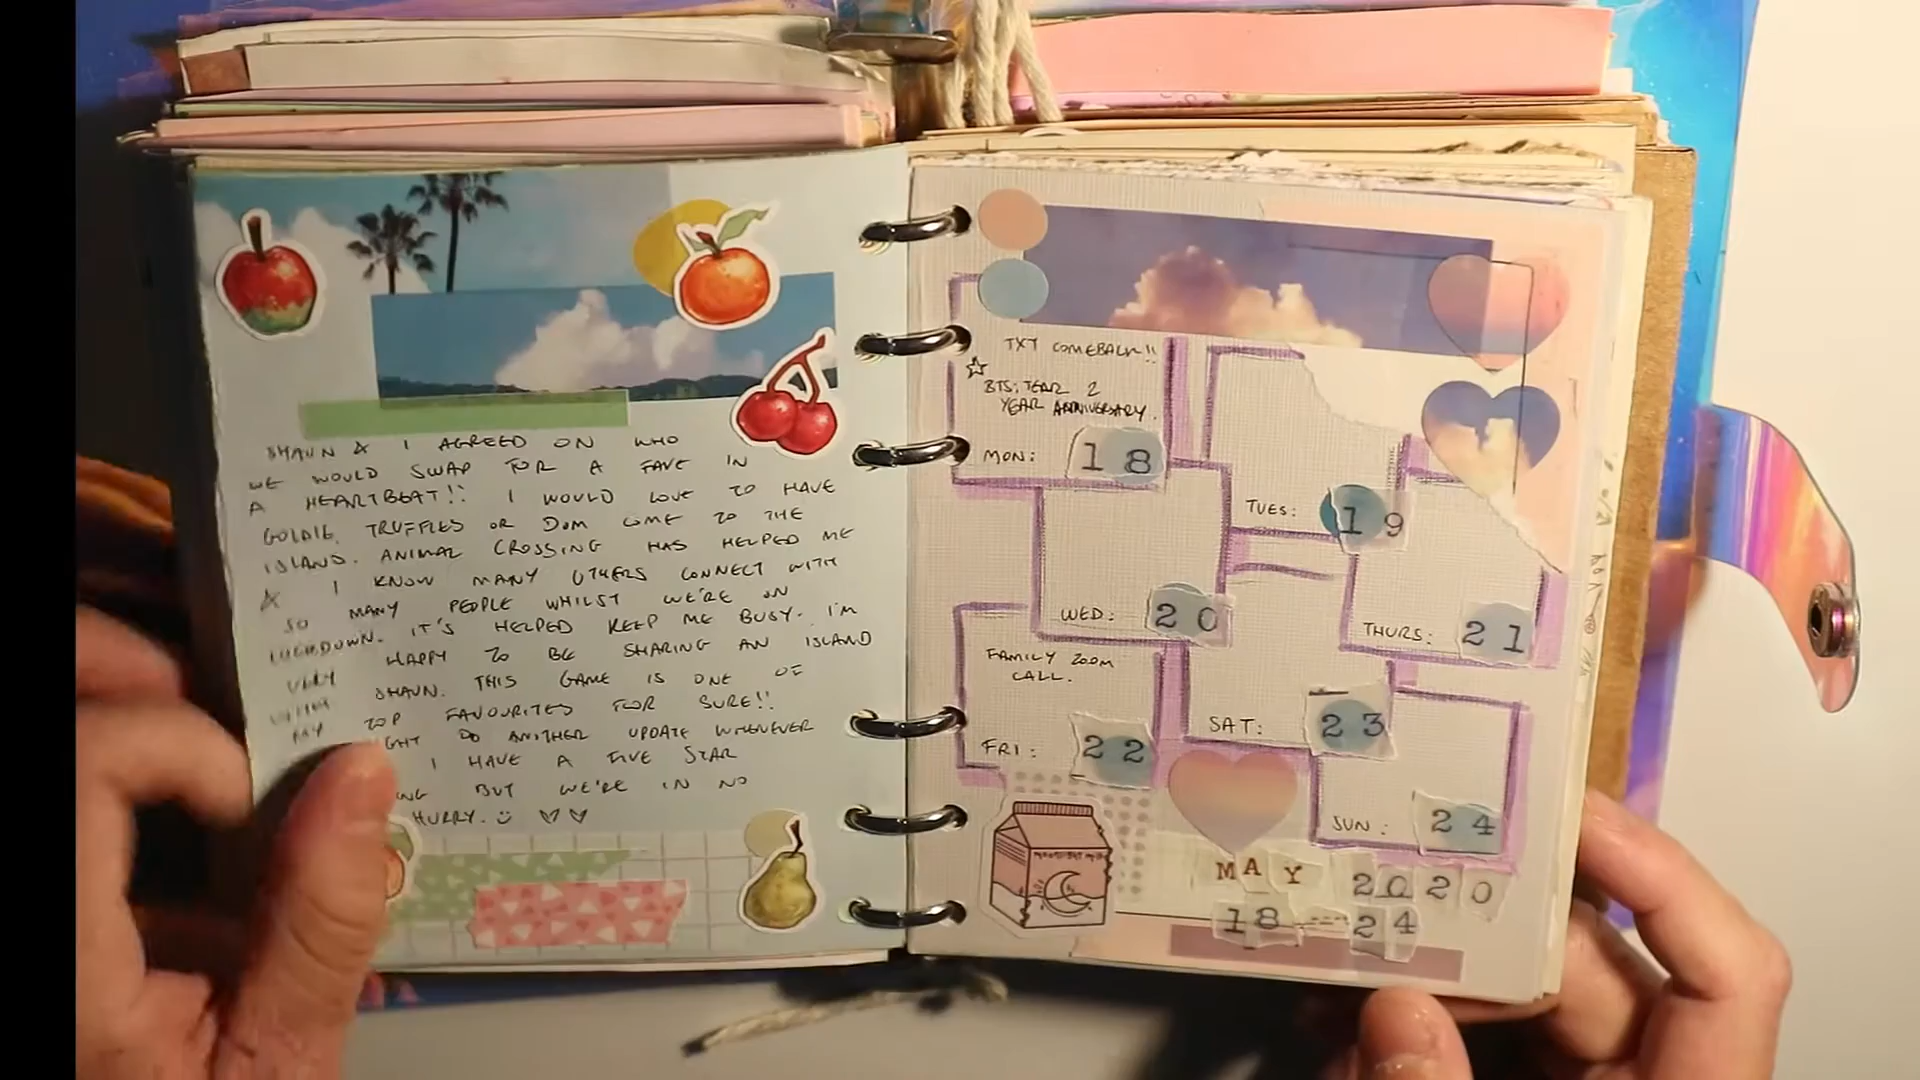 SHAUN & I AGREED ON WHO
WE WOULD SWAP FOR A FAVE IN
A HEARTBEAT!! I WOULD LOVE TO HAVE
GOLDIE, TRUFFLES OR DOM COME TO THE
ISLAND. ANIMAL CROSSING HAS HELPED ME
& I KNOW MANY OTHERS CONNECT WITH
SO MANY PEOPLE WHILST WE'RE ON
LOCKDOWN. IT'S HELPED KEEP ME BUSY. I'M
VERY HAPPY TO BE SHARING AN ISLAND
WITH SHAUN. THIS GAME IS ONE OF
MY TOP FAVOURITES FOR SURE!!
DO ANOTHER UPDATE WHENEVER
I HAVE A FIVE STAR
BUT WE'RE IN NO
HURRY.
TXT COMEBACK!!
BTS: TEAR 2
YEAR ANNIVERSARY.
MON: 18
TUES: 19
WED: 20
THURS: 21
FAMILY ZOOM
CALL.
FRI: 22
SAT: 23
SUN: 24
MAY 2020
18 --- 24